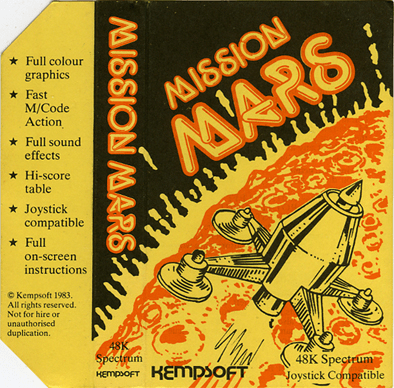 ★ Full colour
graphics
★ Fast
M/Code
Action
★ Full sound
effects
★ Hi-score
table
★ Joystick
compatible
★ Full
on-screen
instructions
© Kempsoft 1983.
All rights reserved.
Not for hire or
unauthorised
duplication.
MISSION MARS
48K
Spectrum
KEMPSOFT
MISSION
MARS
KEMPSOFT
48K Spectrum
Joystick Compatible